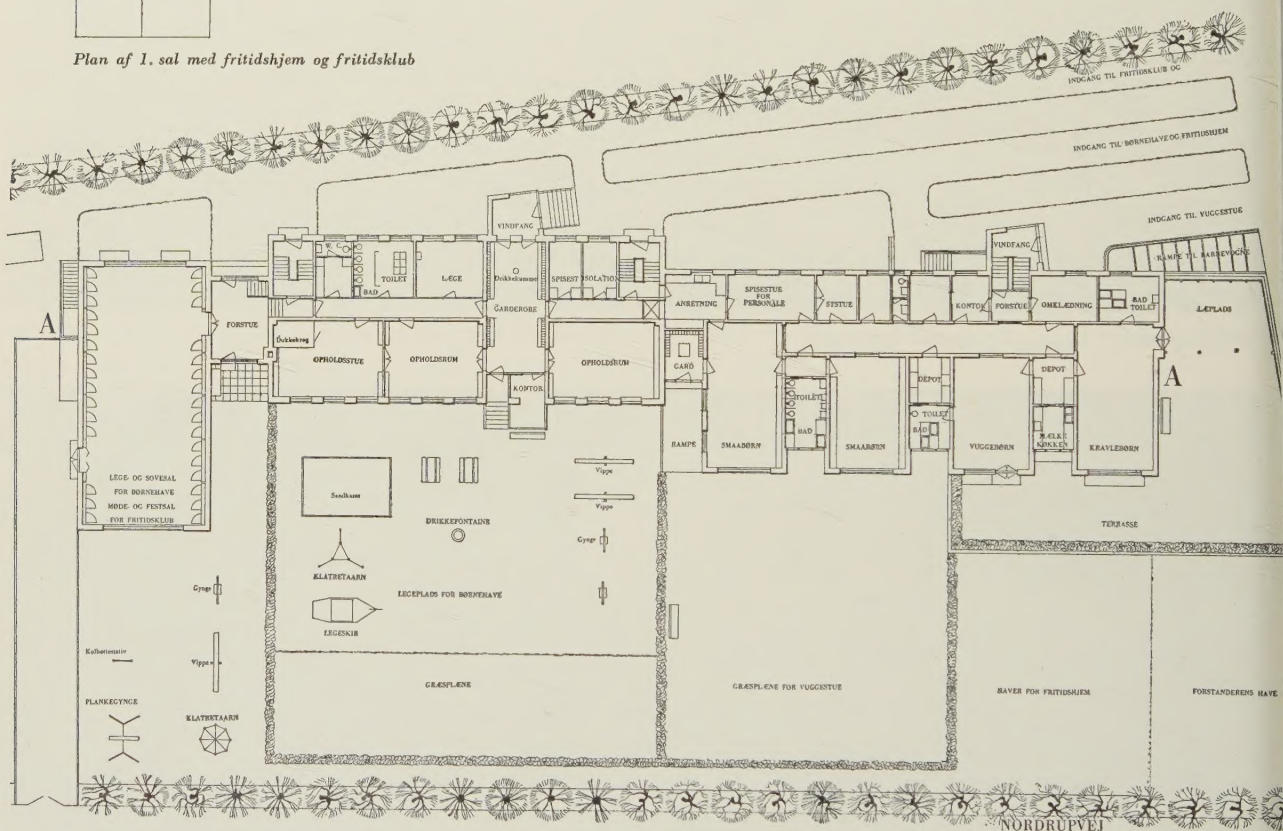 Plan af 1. sal med fritidshjem og fritidsklub
INDGANG TIL FRITIDSKLUB OG
INDGANG TIL BØRNEHAVE OG FRITIDSHJEM
INDGANG TIL VUGGESTUE
RAMPE TIL BARNEVOGNE
VINDFANG
VINDFANG
W. C.
TOILET
BAD
LÆGE
Drikkekumme
GARDEROBE
SPISEST
ISOLATION
ANRETNING
SPISESTUE
FOR
PERSONALE
SYSTUE
KONTOR
FORSTUE
OMKLÆDNING
BAD
TOILET
LÆPLADS
A
FORSTUE
Dukkekrog
OPHOLDSSTUE
OPHOLDSRUM
KONTOR
OPHOLDSRUM
GARD
RAMPE
SMAABØRN
TOILET
BAD
SMAABØRN
DEPOT
TOILET
BAD
VUGGEBØRN
DEPOT
MÆLKE
KØKKEN
KRAVLEBØRN
A
LEGE- OG SOVESAL
FOR BØRNEHAVE
MØDE- OG FESTSAL
FOR FRITIDSKLUB
Sandkasse
Vippe
Vippe
DRIKKEFONTAINE
Gynge
KLATRETAARN
LEGEPLADS FOR BØRNEHAVE
LEGESKIB
TERRASSE
Gynge
Kolbøttestativ
Vippe
PLANKEGYNGE
KLATRETAARN
GRÆSPLÆNE
GRÆSPLÆNE FOR VUGGESTUE
HAVER FOR FRITIDSHJEM
FORSTANDERENS HAVE
NORDRUPVEJ